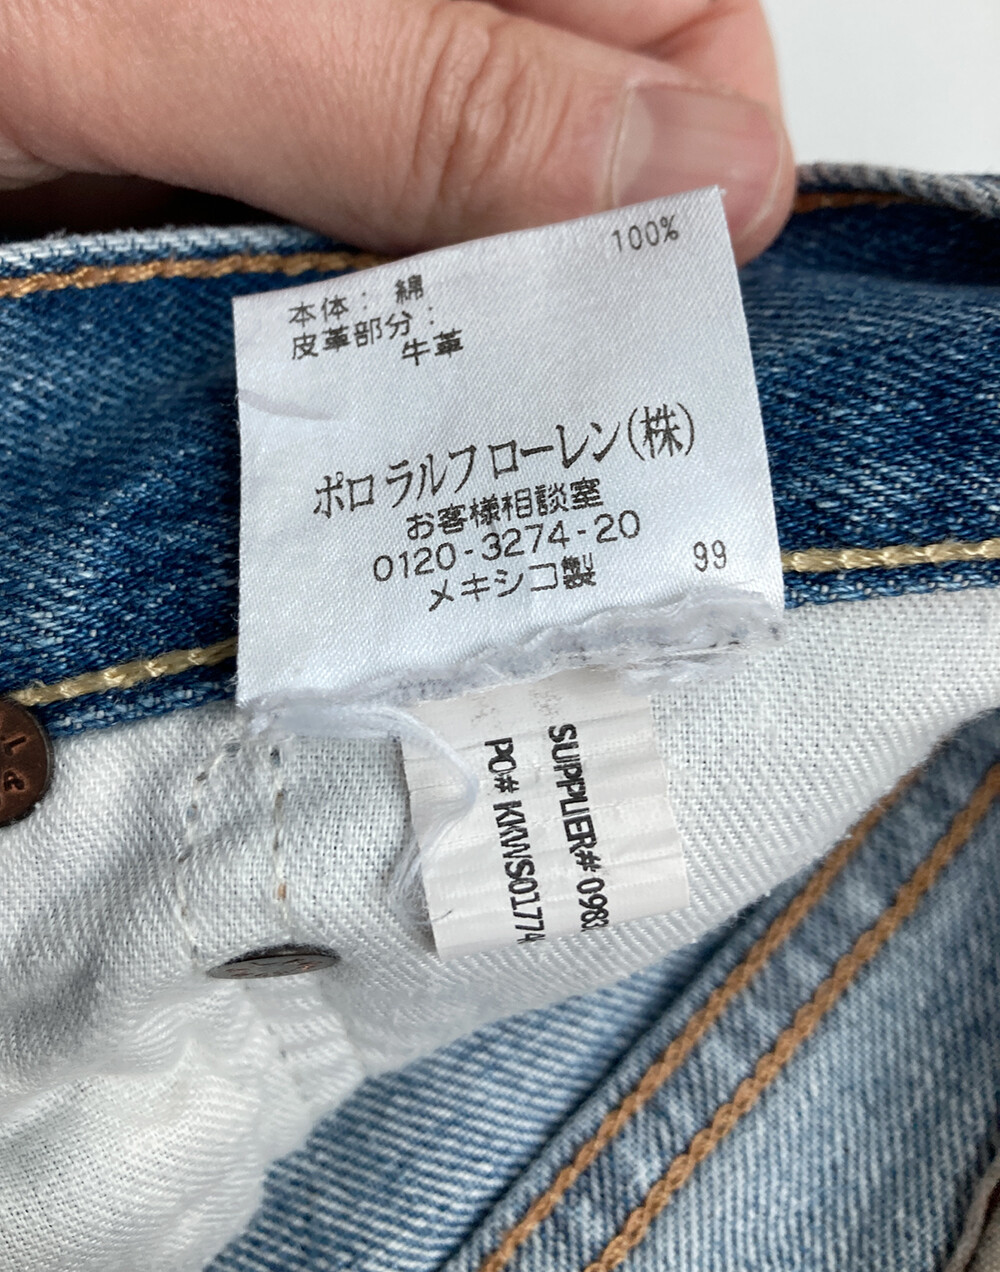 本体： 綿 100%
皮革部分：
牛革
ポロ ラルフ ローレン(株)
お客様相談室
0120-3274-20
メキシコ製 99
SUPPLIER# 098
PO# KKWS01774